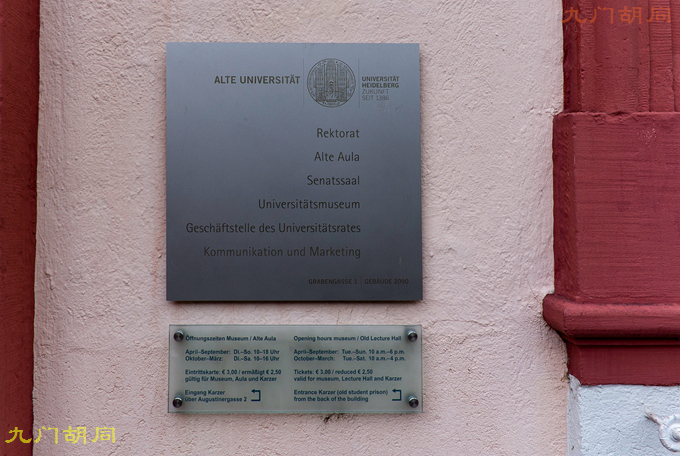 九门胡同
ALTE UNIVERSITÄT
UNIVERSITÄT
HEIDELBERG
ZUKUNFT
SEIT 1386
Rektorat
Alte Aula
Senatssaal
Universitätsmuseum
Geschäftstelle des Universitätsrates
Kommunikation und Marketing
GRABENGASSE 1 · GEBÄUDE 2090
Öffnungszeiten Museum / Alte Aula
April–September: Di.–So. 10–18 Uhr
Oktober–März: Di.–Sa. 10–16 Uhr
Eintrittskarte: € 3,00 / ermäßigt € 2,50
gültig für Museum, Aula und Karzer
Eingang Karzer
über Augustinergasse 2
Opening hours museum / Old Lecture Hall
April–September: Tue.–Sun. 10 a.m.–6 p.m.
October–March: Tue.–Sat. 10 a.m.–4 p.m.
Tickets: € 3,00 / reduced € 2,50
valid for museum, Lecture Hall and Karzer
Entrance Karzer (old student prison)
from the back of the building
九门胡同